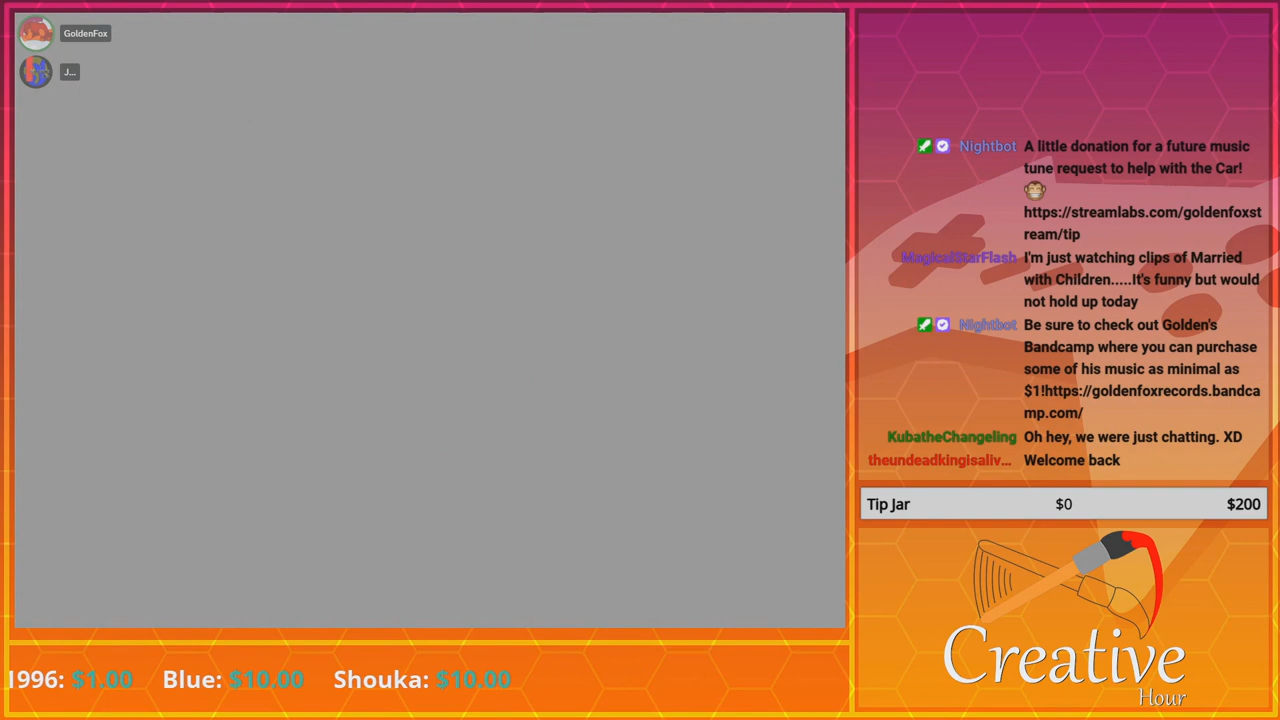 GoldenFox
J...
Nightbot A little donation for a future music
tune request to help with the Car!
https://streamlabs.com/goldenfoxst
ream/tip
MagicalStarFlash I'm just watching clips of Married
with Children.....It's funny but would
not hold up today
Nightbot Be sure to check out Golden's
Bandcamp where you can purchase
some of his music as minimal as
$1!https://goldenfoxrecords.bandca
mp.com/
KubatheChangeling Oh hey, we were just chatting. XD
theundeadkingisaliv... Welcome back
Tip Jar $0 $200
Creative
Hour
1996: $1.00 Blue: $10.00 Shouka: $10.00